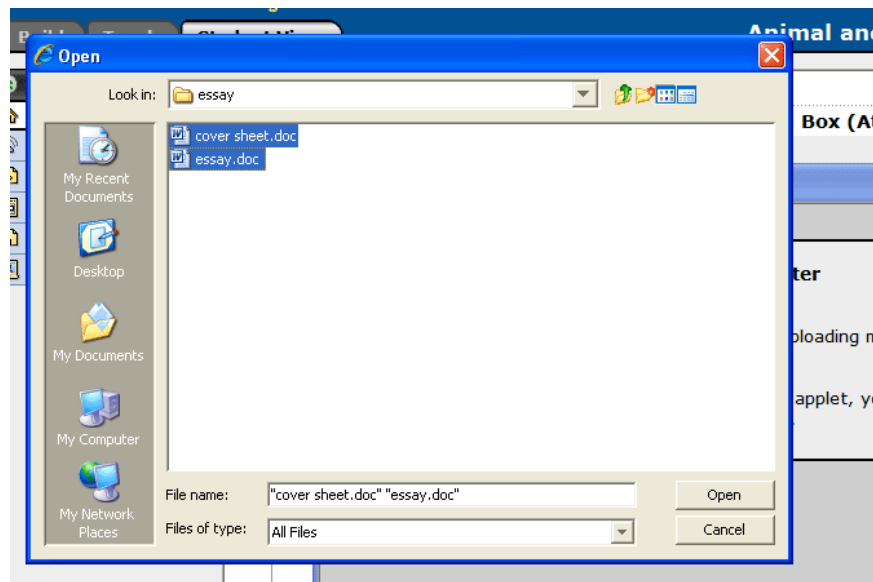 Animal an
Open
Look in:
essay
Box (At
cover sheet.doc
essay.doc
My Recent
Documents
Desktop
ter
ploading m
My Documents
applet, y
My Computer
File name:
"cover sheet.doc" "essay.doc"
Open
My Network
Places
Files of type:
All Files
Cancel